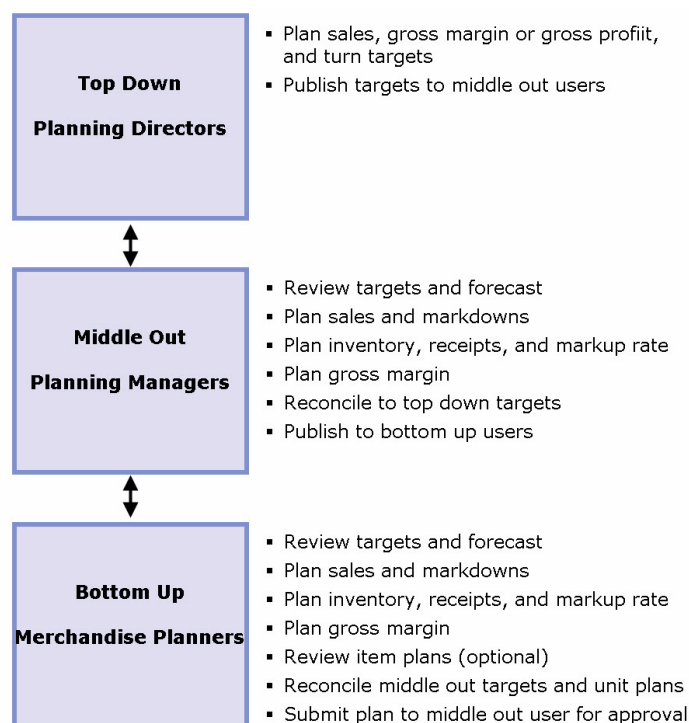 Top Down
Planning Directors
▪ Plan sales, gross margin or gross profiit,
and turn targets
▪ Publish targets to middle out users
Middle Out
Planning Managers
▪ Review targets and forecast
▪ Plan sales and markdowns
▪ Plan inventory, receipts, and markup rate
▪ Plan gross margin
▪ Reconcile to top down targets
▪ Publish to bottom up users
Bottom Up
Merchandise Planners
▪ Review targets and forecast
▪ Plan sales and markdowns
▪ Plan inventory, receipts, and markup rate
▪ Plan gross margin
▪ Review item plans (optional)
▪ Reconcile middle out targets and unit plans
▪ Submit plan to middle out user for approval